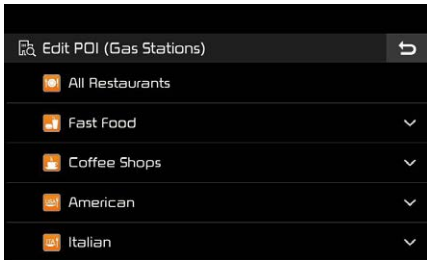 Edit POI (Gas Stations)
All Restaurants
Fast Food
Coffee Shops
American
Italian